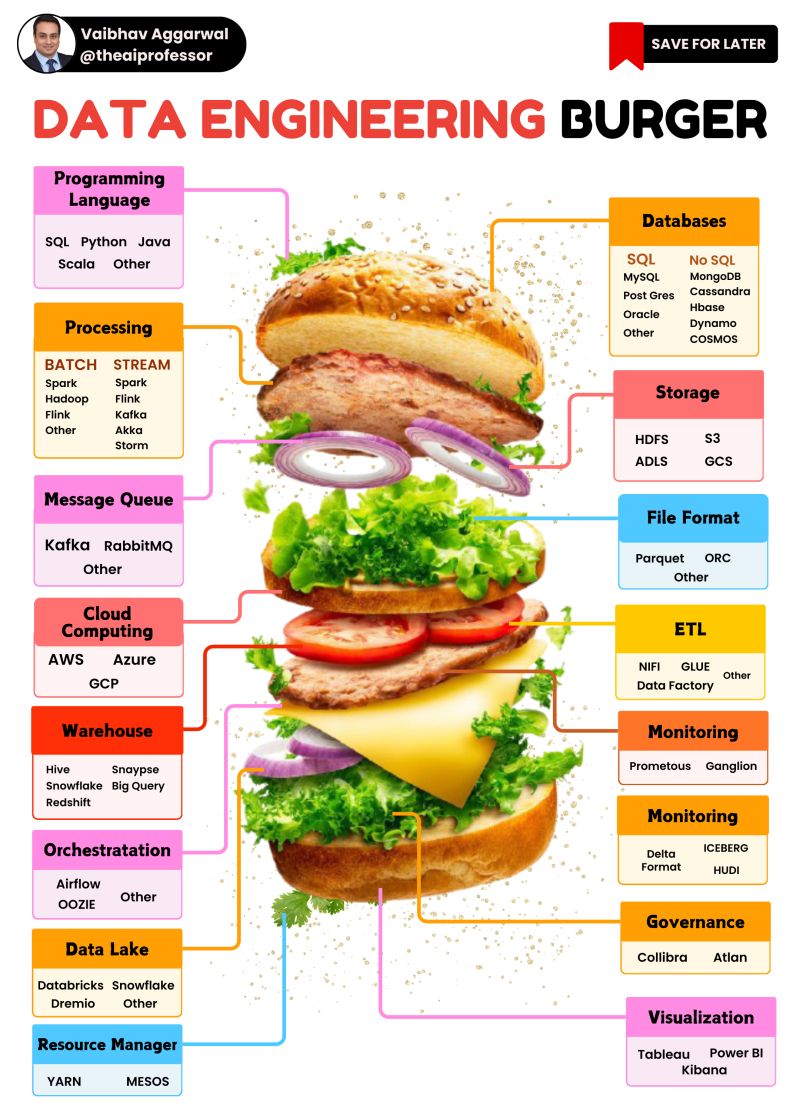 Vaibhav Aggarwal
@theaiprofessor
SAVE FOR LATER
DATA ENGINEERING BURGER
Programming
Language
SQL Python Java
Scala Other
Processing
BATCH STREAM
Spark Spark
Hadoop Flink
Flink Kafka
Other Akka
Storm
Message Queue
Kafka RabbitMQ
Other
Cloud
Computing
AWS Azure
GCP
Warehouse
Hive Snaypse
Snowflake Big Query
Redshift
Orchestratation
Airflow
OOZIE Other
Data Lake
Databricks Snowflake
Dremio Other
Resource Manager
YARN MESOS
Databases
SQL No SQL
MySQL MongoDB
Post Gres Cassandra
Oracle Hbase
Other Dynamo
COSMOS
Storage
HDFS S3
ADLS GCS
File Format
Parquet ORC
Other
ETL
NIFI GLUE Other
Data Factory
Monitoring
Prometous Ganglion
Monitoring
Delta ICEBERG
Format HUDI
Governance
Collibra Atlan
Visualization
Tableau Power BI
Kibana